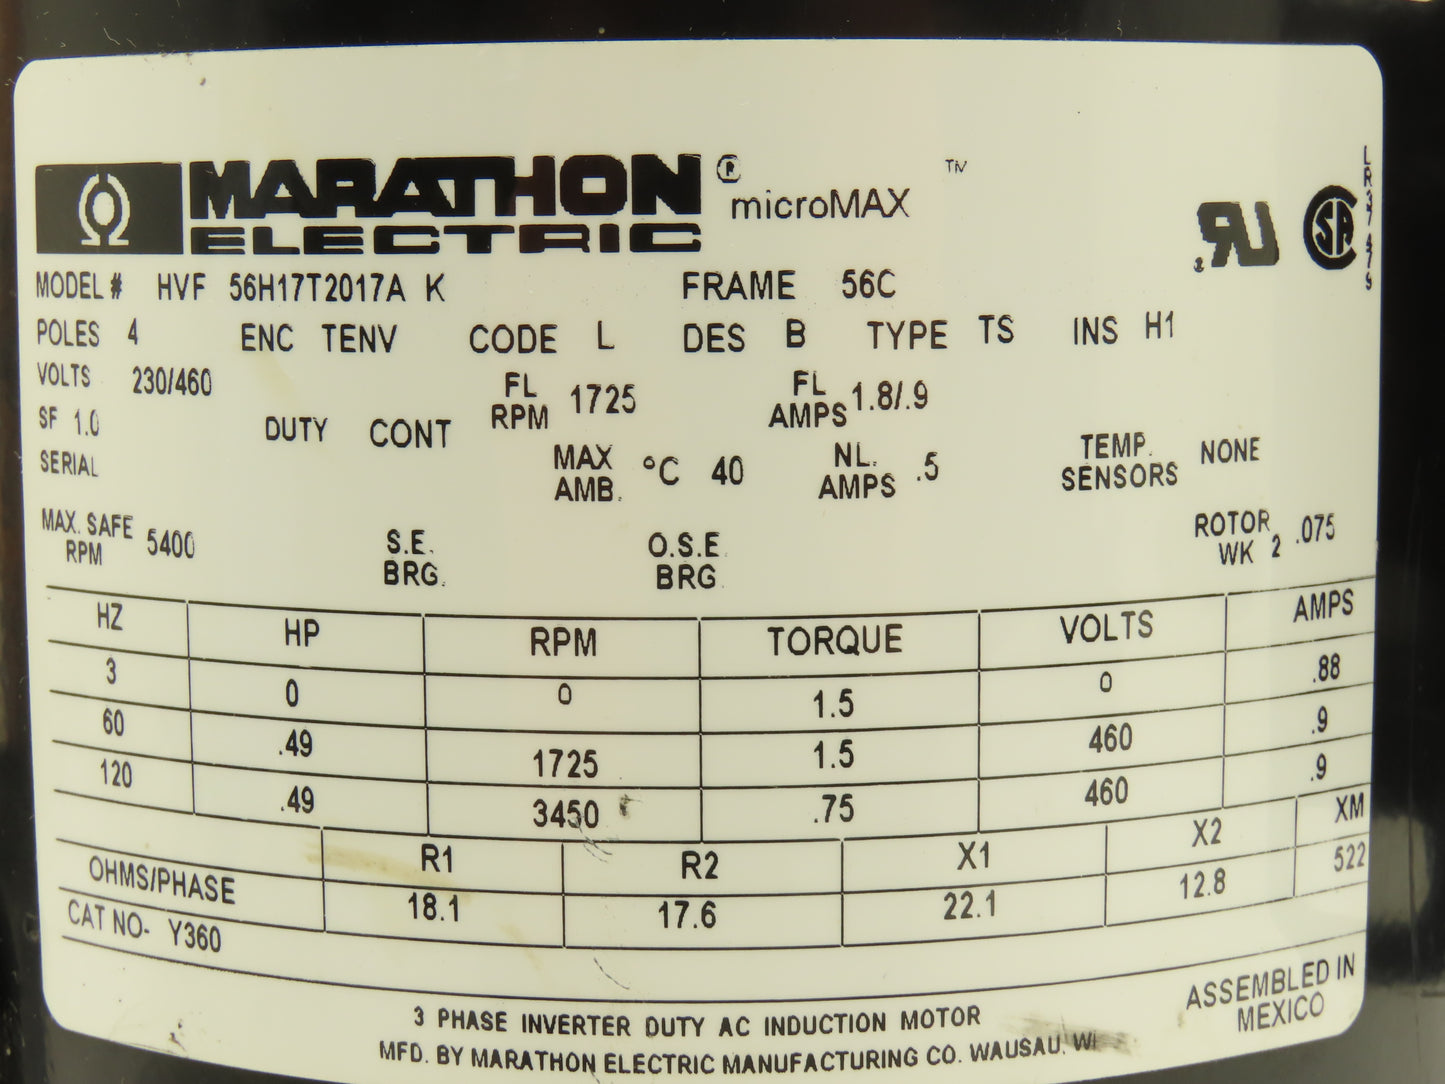 MARATHON® microMAX™
ELECTRIC
MODEL# HVF 56H17T2017A K FRAME 56C
POLES 4 ENC TENV CODE L DES B TYPE TS INS H1
VOLTS 230/460 FL RPM 1725 FL AMPS 1.8/.9
SF 1.0 DUTY CONT MAX AMB. °C 40 NL. AMPS .5 TEMP. SENSORS NONE
SERIAL
MAX. SAFE RPM 5400 S.E. BRG. O.S.E. BRG. ROTOR WK 2 .075
HZ HP RPM TORQUE VOLTS AMPS
3 0 0 1.5 0 .88
60 .49 1725 1.5 460 .9
120 .49 3450 .75 460 .9
R1 R2 X1 X2 XM
OHMS/PHASE 18.1 17.6 22.1 12.8 522
CAT NO- Y360
3 PHASE INVERTER DUTY AC INDUCTION MOTOR
MFD. BY MARATHON ELECTRIC MANUFACTURING CO. WAUSAU, WI
ASSEMBLED IN
MEXICO
RU
SA
LR37479